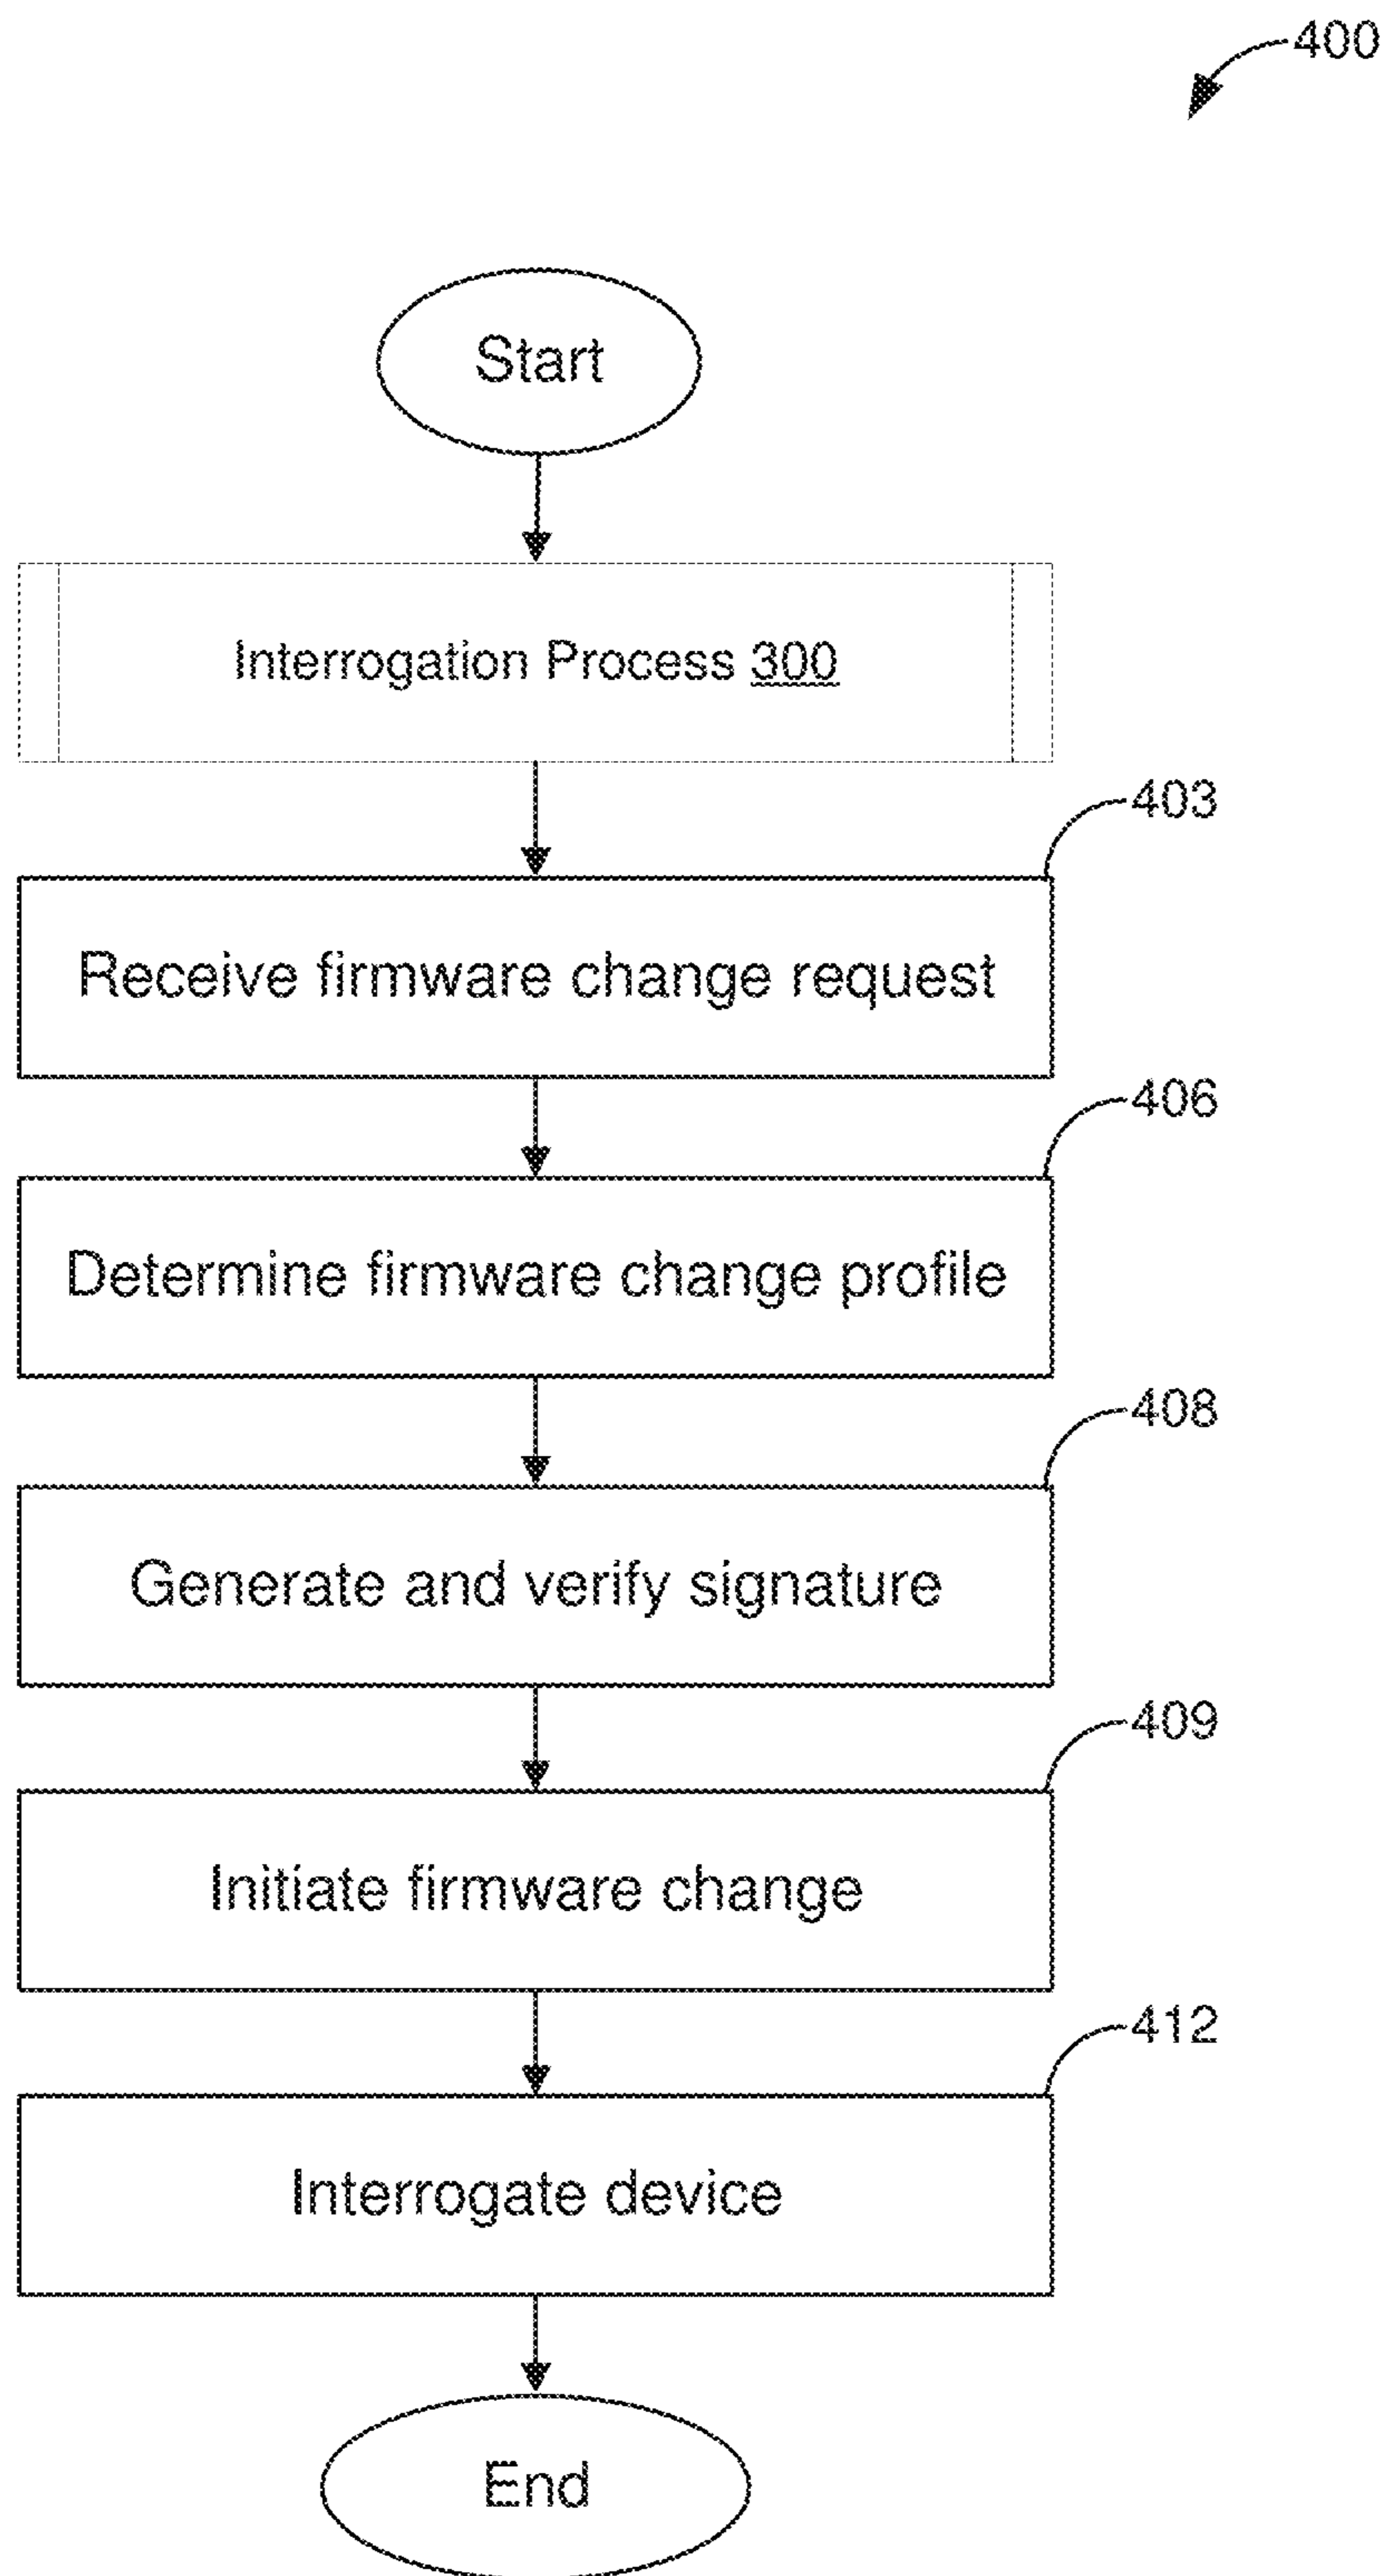 400
Start
Interrogation Process 300
403
Receive firmware change request
406
Determine firmware change profile
408
Generate and verify signature
409
Initiate firmware change
412
Interrogate device
End